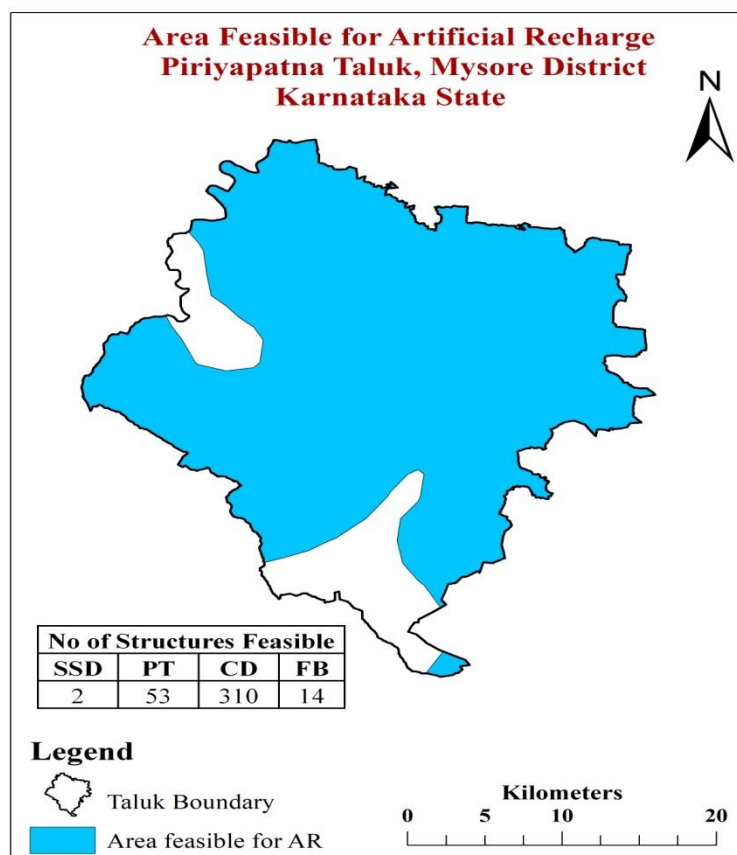 Area Feasible for Artificial Recharge
Piriyapatna Taluk, Mysore District
Karnataka State
N
No of Structures Feasible
SSD PT CD FB
2 53 310 14
Legend
Taluk Boundary
Area feasible for AR
Kilometers
0 5 10 20